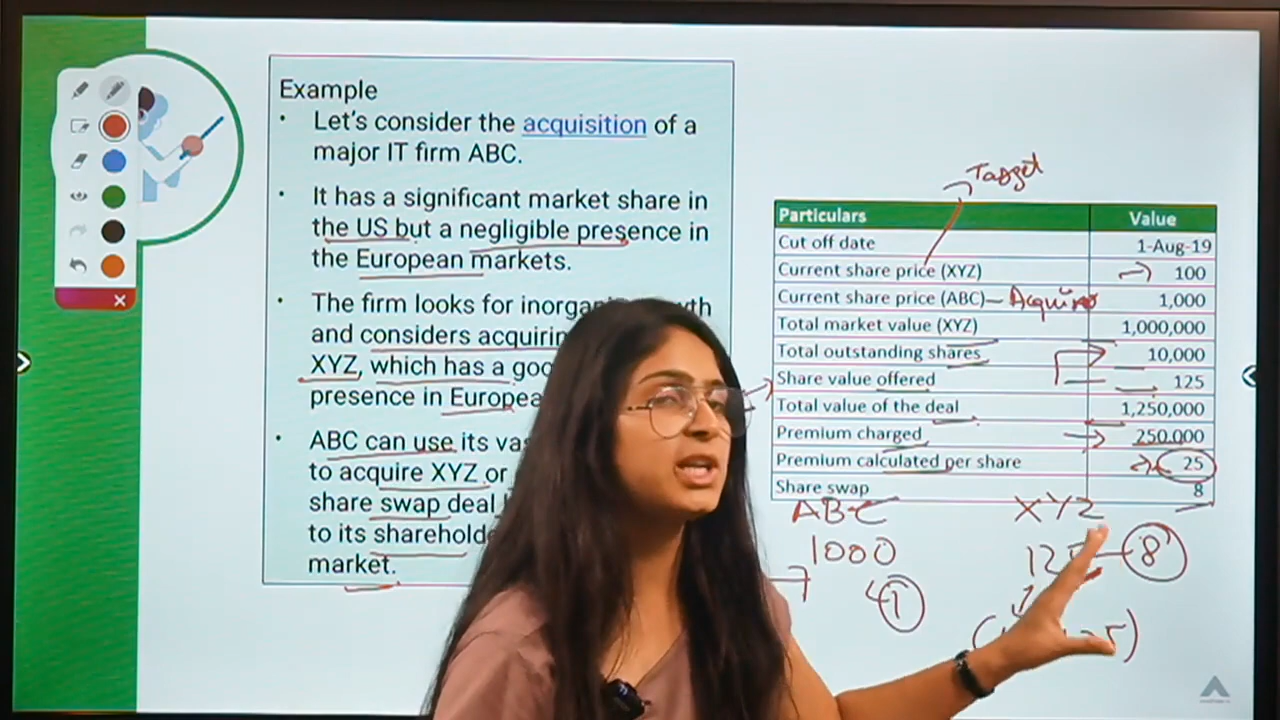 Example
• Let's consider the acquisition of a
major IT firm ABC.
• It has a significant market share in
the US but a negligible presence in
the European markets.
• The firm looks for inorga wth
and considers acquirin
XYZ, which has a goo
presence in Europea
• ABC can use its vas
to acquire XYZ or
share swap deal
to its sharehold
market.
Target
Particulars Value
Cut off date 1-Aug-19
Current share price (XYZ) 100
Current share price (ABC) Acquirer 1,000
Total market value (XYZ) 1,000,000
Total outstanding shares 10,000
Share value offered 125
Total value of the deal 1,250,000
Premium charged 250.000
Premium calculated per share 25
Share swap 8
ABC XYZ
1000 12 8
1